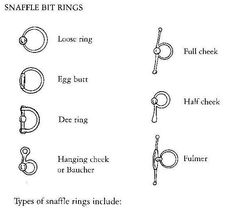 SNAFFLE BIT RINGS
Loose ring
Egg butt
Dee ring
Hanging cheek
or Baucher
Full cheek
Half cheek
Fulmer
Types of snaffle rings include: